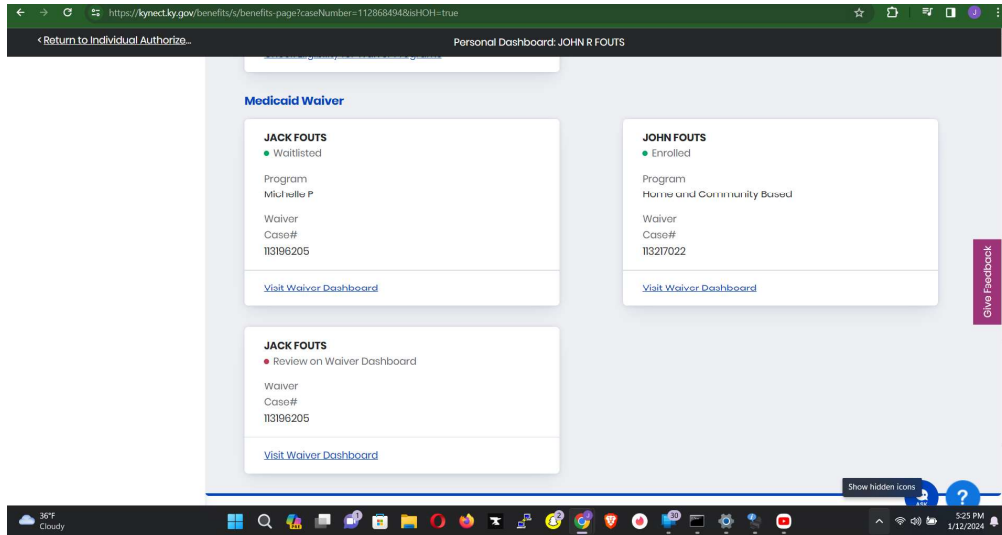 https://kynect.ky.gov/benefits/s/benefits-page?caseNumber=112868494&isHOH=true
J
< Return to Individual Authorize...
Personal Dashboard: JOHN R FOUTS
Medicaid Waiver
JACK FOUTS
Waitlisted
Program
Michelle P
Waiver
Case#
113196205
Visit Waiver Dashboard
JOHN FOUTS
Enrolled
Program
Home and Community Based
Waiver
Case#
113217022
Visit Waiver Dashboard
JACK FOUTS
Review on Waiver Dashboard
Waiver
Case#
113196205
Visit Waiver Dashboard
Give Feedback
Show hidden icons
ASK
?
36°F
Cloudy
30
5:25 PM
1/12/2024